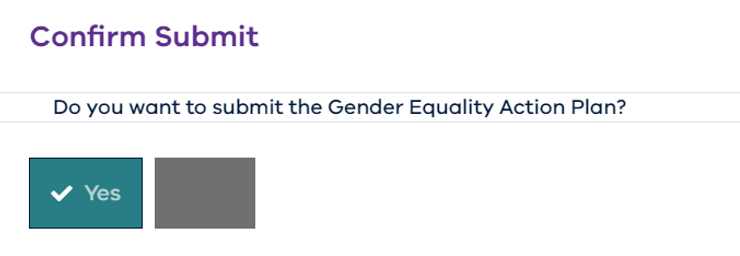 Confirm Submit
Do you want to submit the Gender Equality Action Plan?
Yes